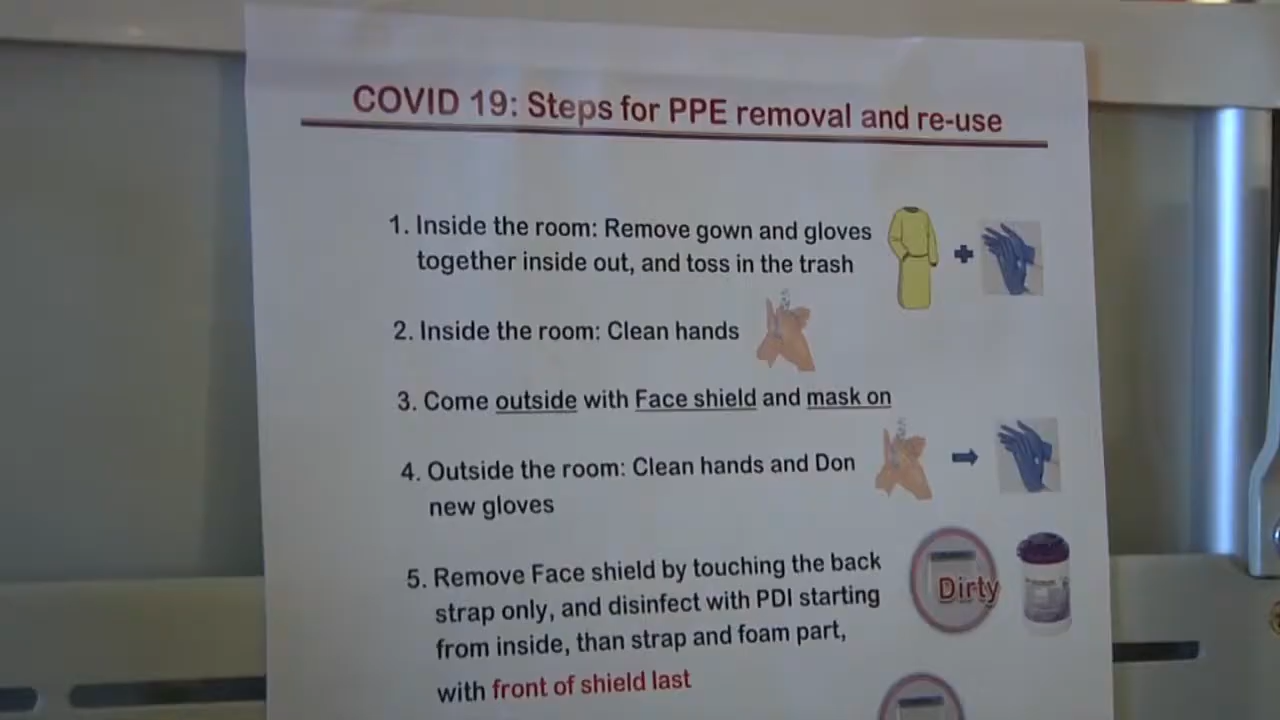 COVID 19: Steps for PPE removal and re-use
1. Inside the room: Remove gown and gloves
together inside out, and toss in the trash
2. Inside the room: Clean hands
3. Come outside with Face shield and mask on
4. Outside the room: Clean hands and Don
new gloves
5. Remove Face shield by touching the back
strap only, and disinfect with PDI starting
from inside, than strap and foam part,
with front of shield last
Dirty